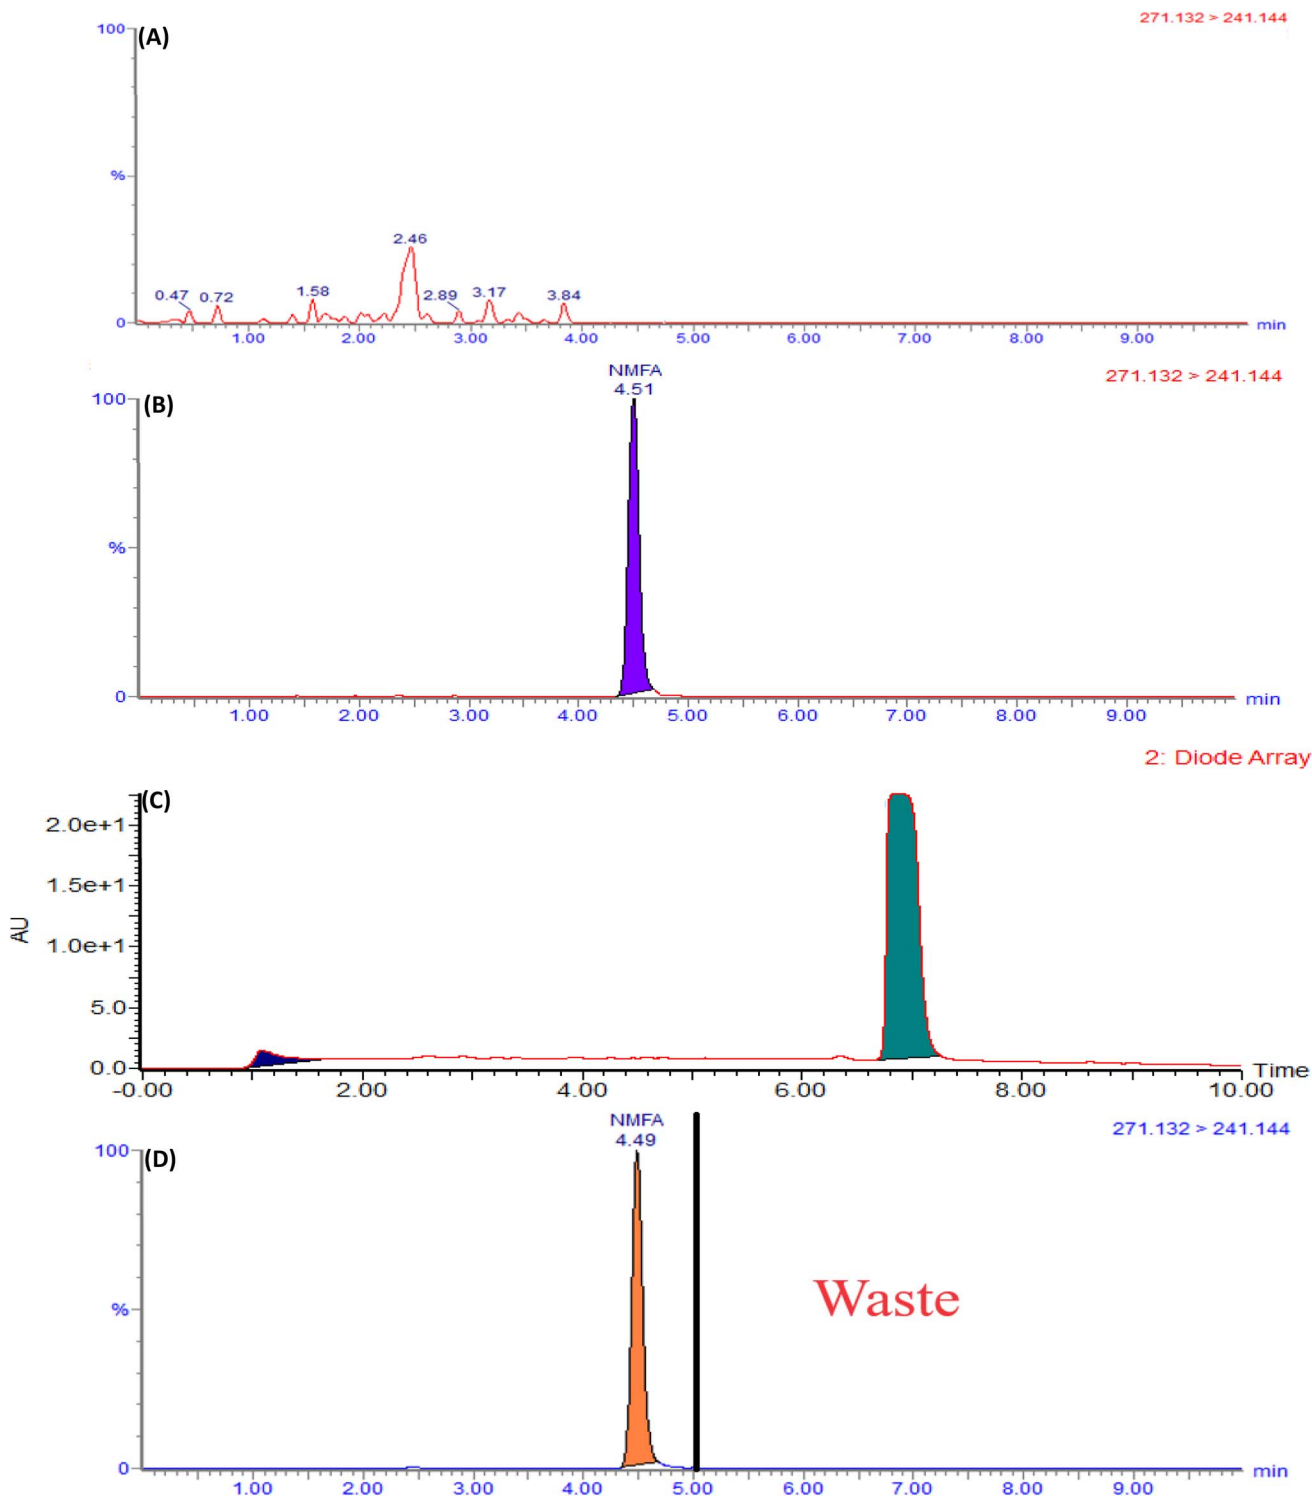 271.132 > 241.144
100
(A)
2.46
%
0.47
0.72
1.58
2.89
3.17
3.84
0
1.00
2.00
3.00
4.00
5.00
6.00
7.00
8.00
9.00
min
NMFA
4.51
271.132 > 241.144
100
(B)
%
0
1.00
2.00
3.00
4.00
5.00
6.00
7.00
8.00
9.00
min
2: Diode Array
(C)
2.0e+1
1.5e+1
AU
1.0e+1
5.0
0.0
Time
-0.00
2.00
4.00
6.00
8.00
10.00
NMFA
4.49
271.132 > 241.144
100
(D)
%
Waste
0
1.00
2.00
3.00
4.00
5.00
6.00
7.00
8.00
9.00
min